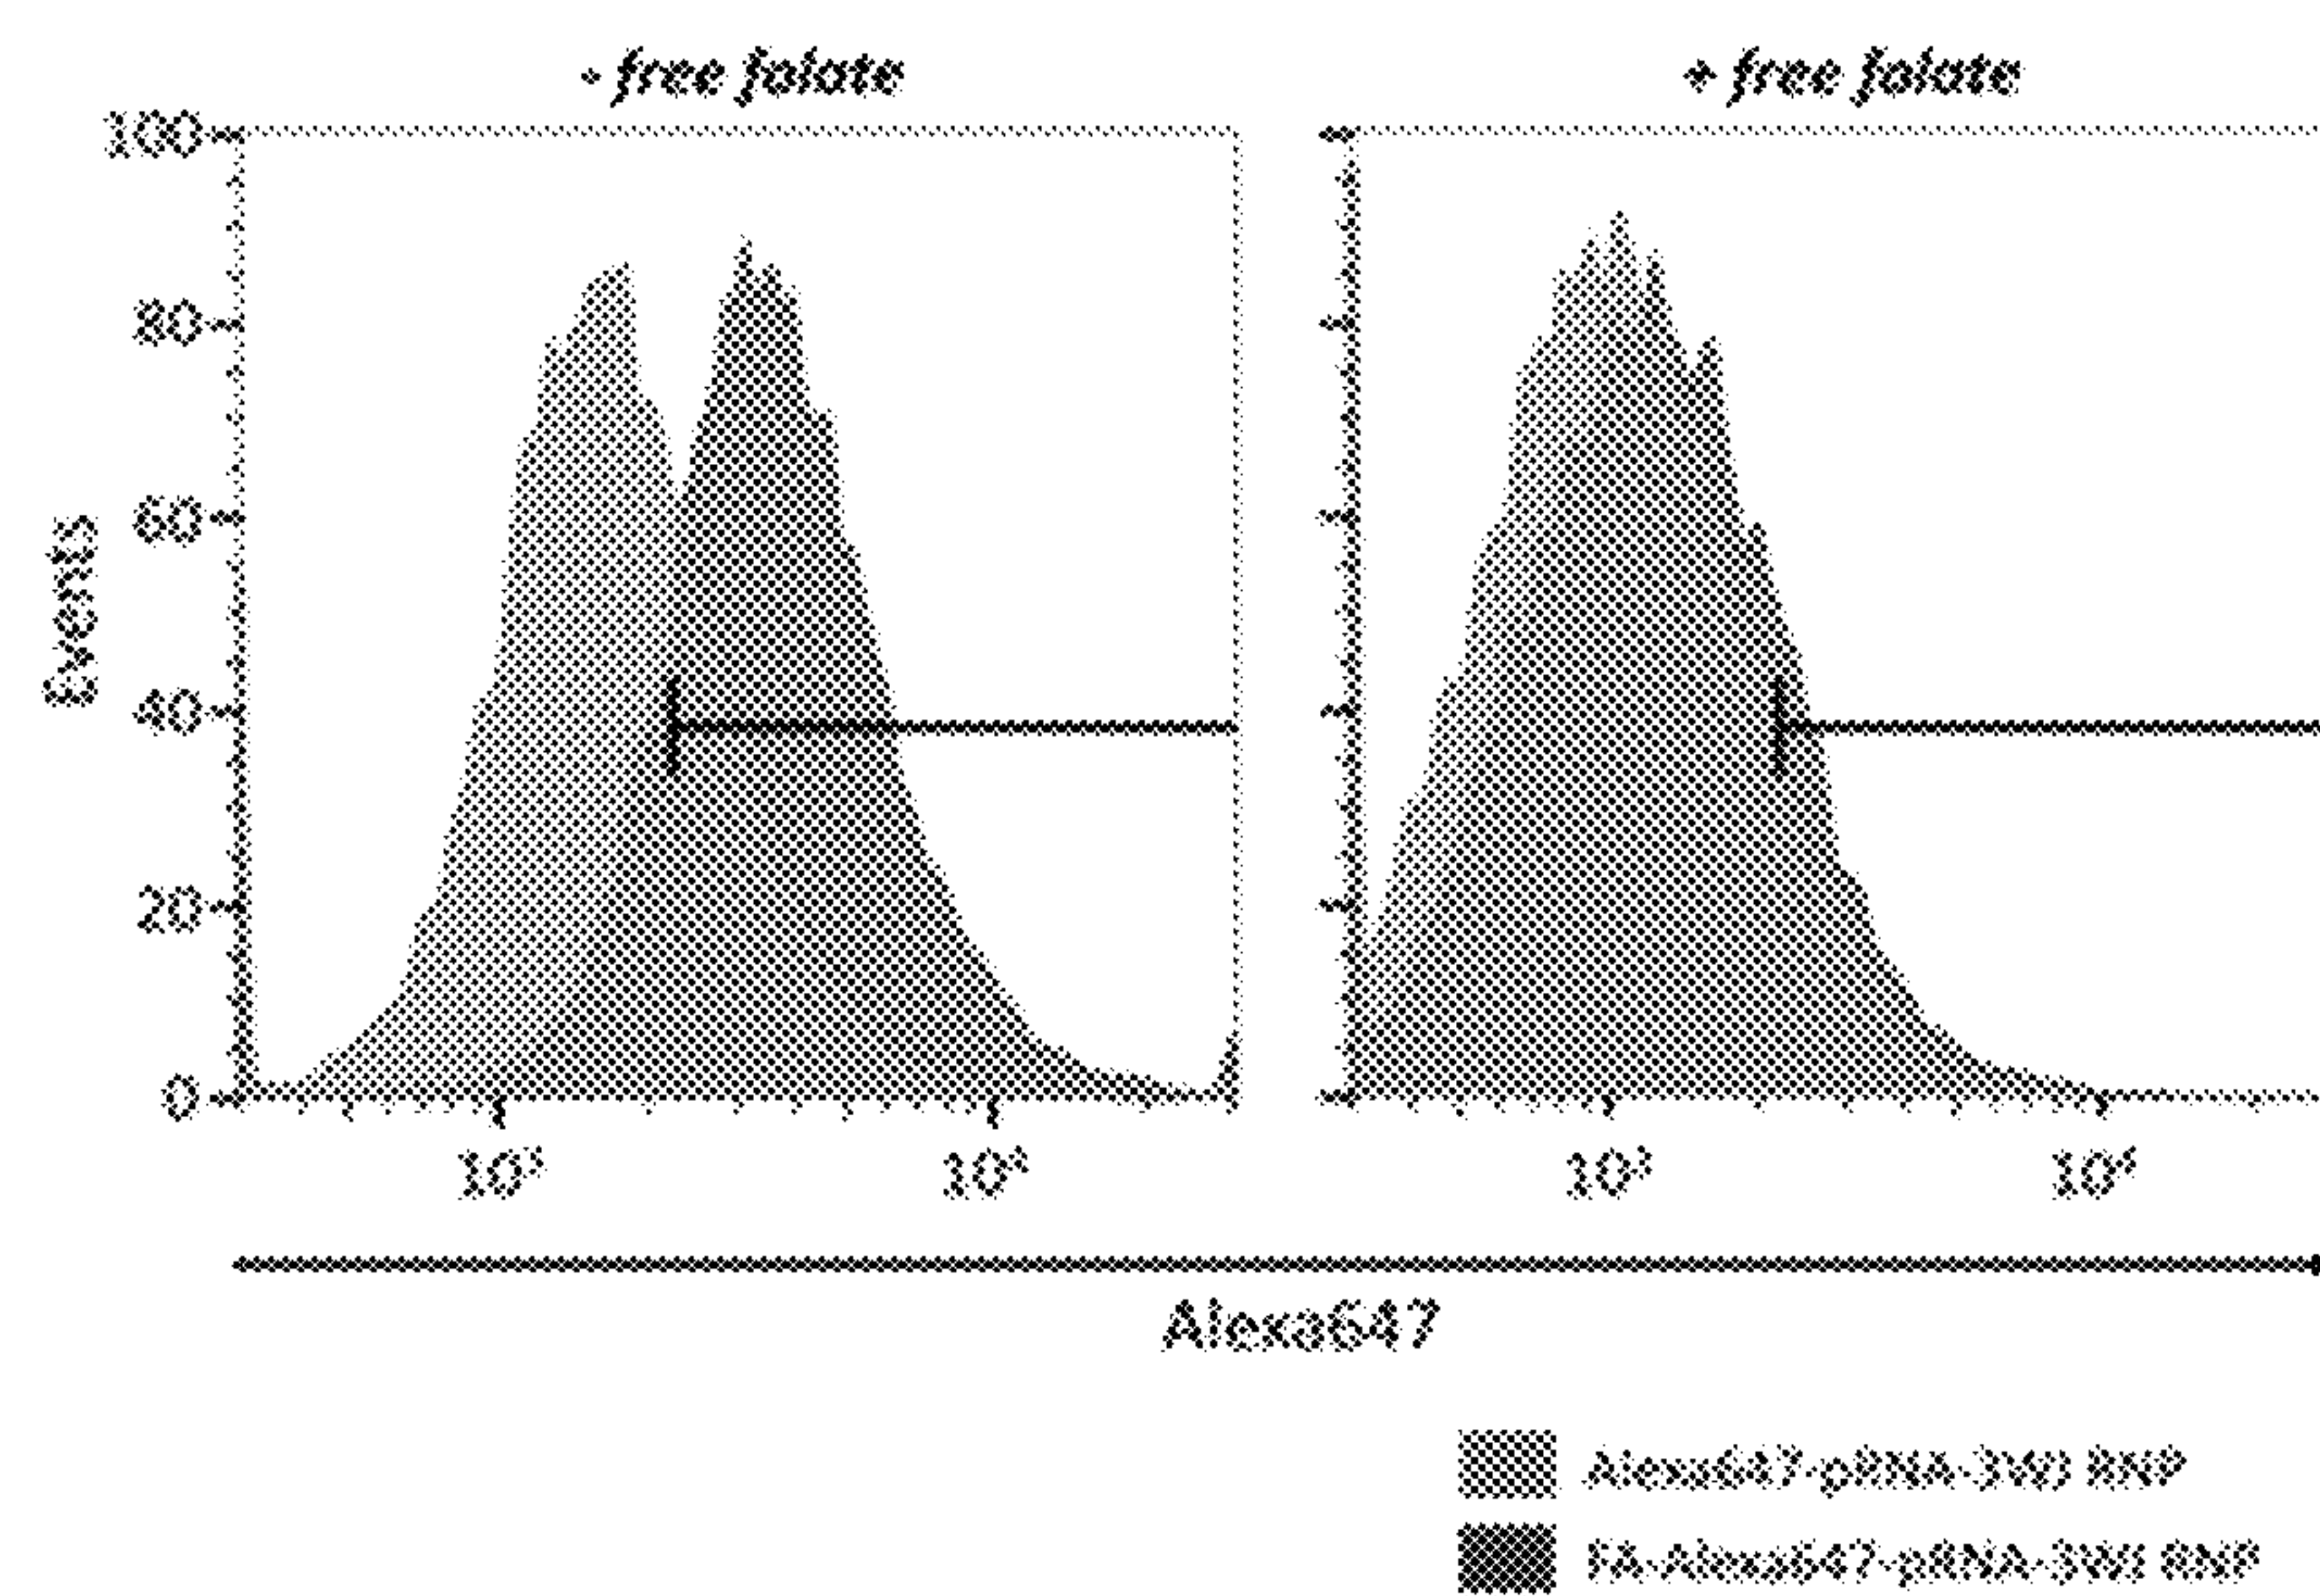 - free folate
+ free folate
100
80
60
40
20
0
Events
10³ 10⁴
10³ 10⁴
Alexa647
Alexa647-pRNA-3WJ RNP
FA-Alexa647-pRNA-3WJ RNP